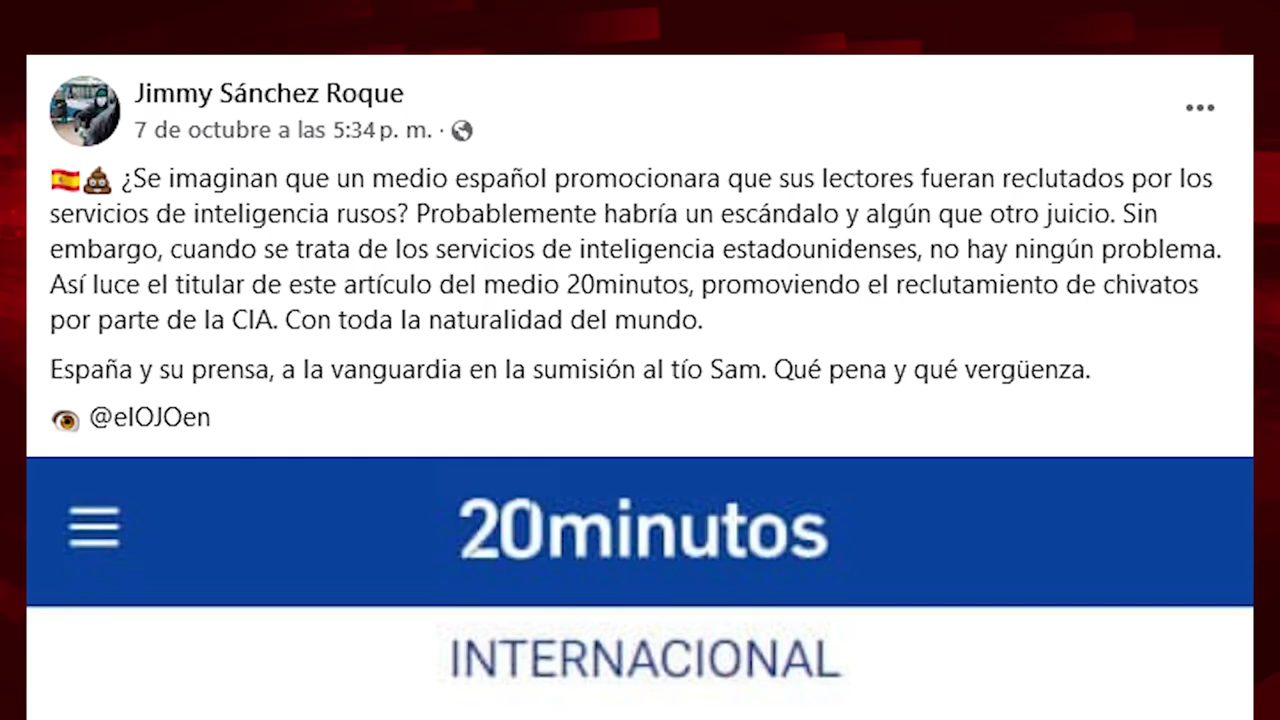 Jimmy Sánchez Roque
7 de octubre a las 5:34 p. m. ·
🇪🇸💩 ¿Se imaginan que un medio español promocionara que sus lectores fueran reclutados por los
servicios de inteligencia rusos? Probablemente habría un escándalo y algún que otro juicio. Sin
embargo, cuando se trata de los servicios de inteligencia estadounidenses, no hay ningún problema.
Así luce el titular de este artículo del medio 20minutos, promoviendo el reclutamiento de chivatos
por parte de la CIA. Con toda la naturalidad del mundo.
España y su prensa, a la vanguardia en la sumisión al tío Sam. Qué pena y qué vergüenza.
👁 @elOJOen
20minutos
INTERNACIONAL